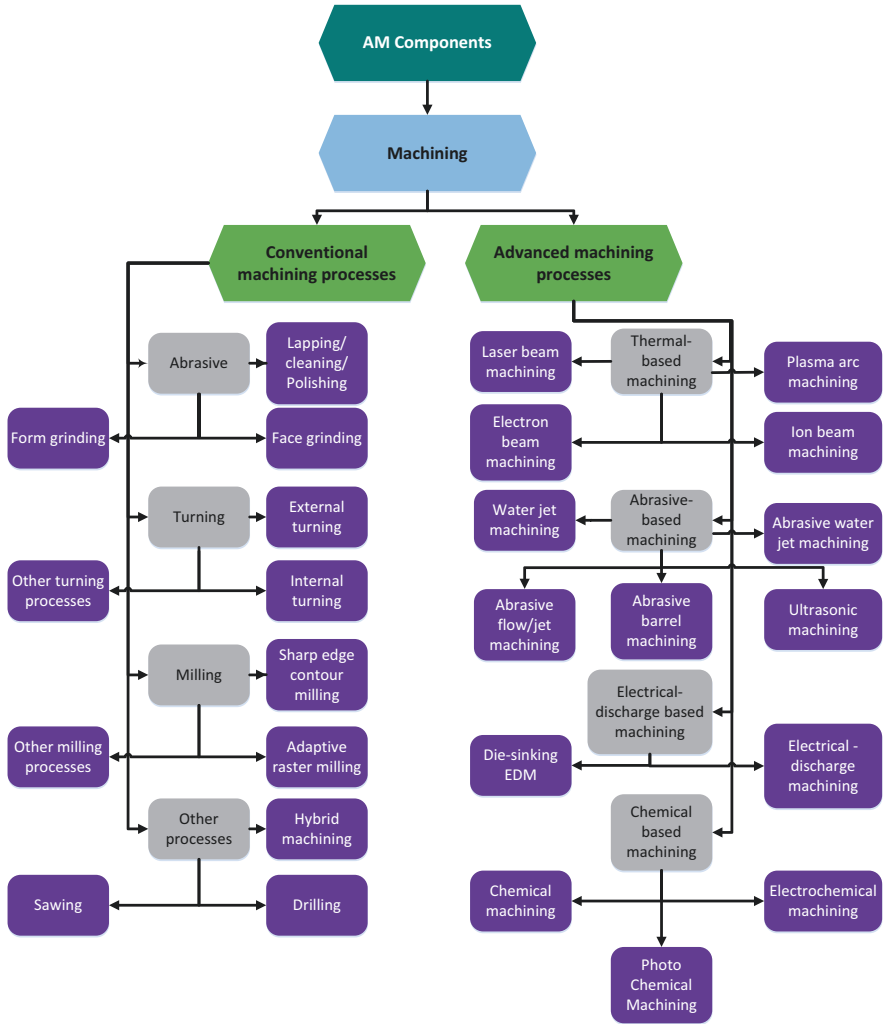 AM Components
Machining
Conventional
machining processes
Advanced machining
processes
Abrasive
Lapping/
cleaning/
Polishing
Form grinding
Face grinding
Turning
External
turning
Other turning
processes
Internal
turning
Milling
Sharp edge
contour
milling
Other milling
processes
Adaptive
raster milling
Other
processes
Hybrid
machining
Sawing
Drilling
Laser beam
machining
Thermal-
based
machining
Plasma arc
machining
Electron
beam
machining
Ion beam
machining
Water jet
machining
Abrasive-
based
machining
Abrasive water
jet machining
Abrasive
flow/jet
machining
Abrasive
barrel
machining
Ultrasonic
machining
Electrical-
discharge based
machining
Die-sinking
EDM
Electrical -
discharge
machining
Chemical
based
machining
Chemical
machining
Electrochemical
machining
Photo
Chemical
Machining